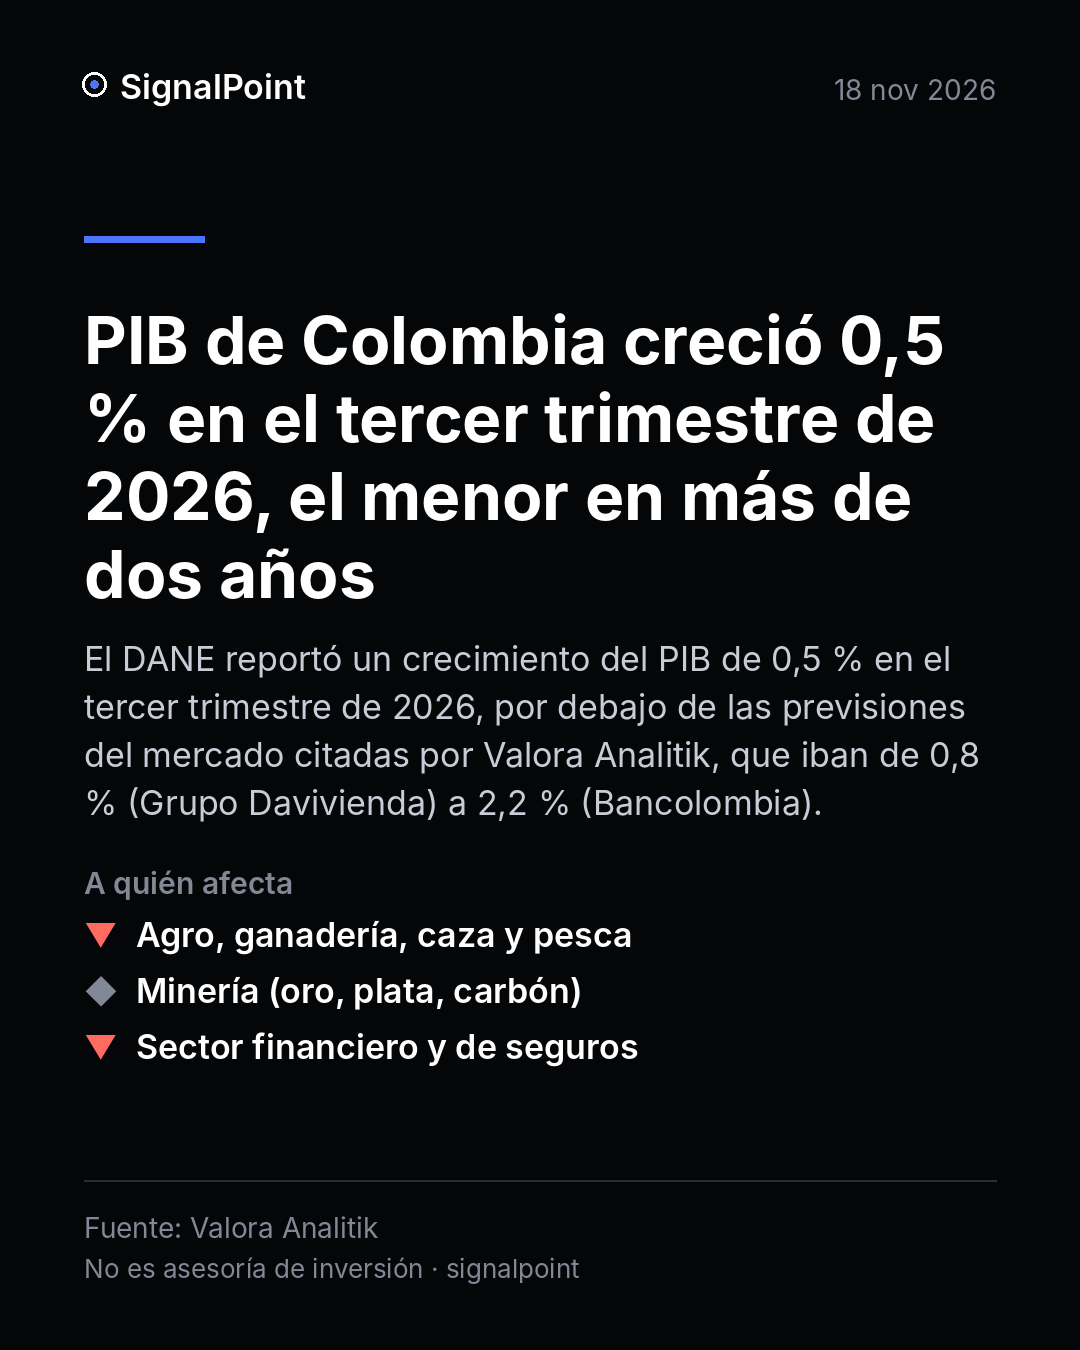 SignalPoint
18 nov 2026
PIB de Colombia creció 0,5
% en el tercer trimestre de
2026, el menor en más de
dos años
El DANE reportó un crecimiento del PIB de 0,5 % en el
tercer trimestre de 2026, por debajo de las previsiones
del mercado citadas por Valora Analitik, que iban de 0,8
% (Grupo Davivienda) a 2,2 % (Bancolombia).
A quién afecta
Agro, ganadería, caza y pesca
Minería (oro, plata, carbón)
Sector financiero y de seguros
Fuente: Valora Analitik
No es asesoría de inversión · signalpoint